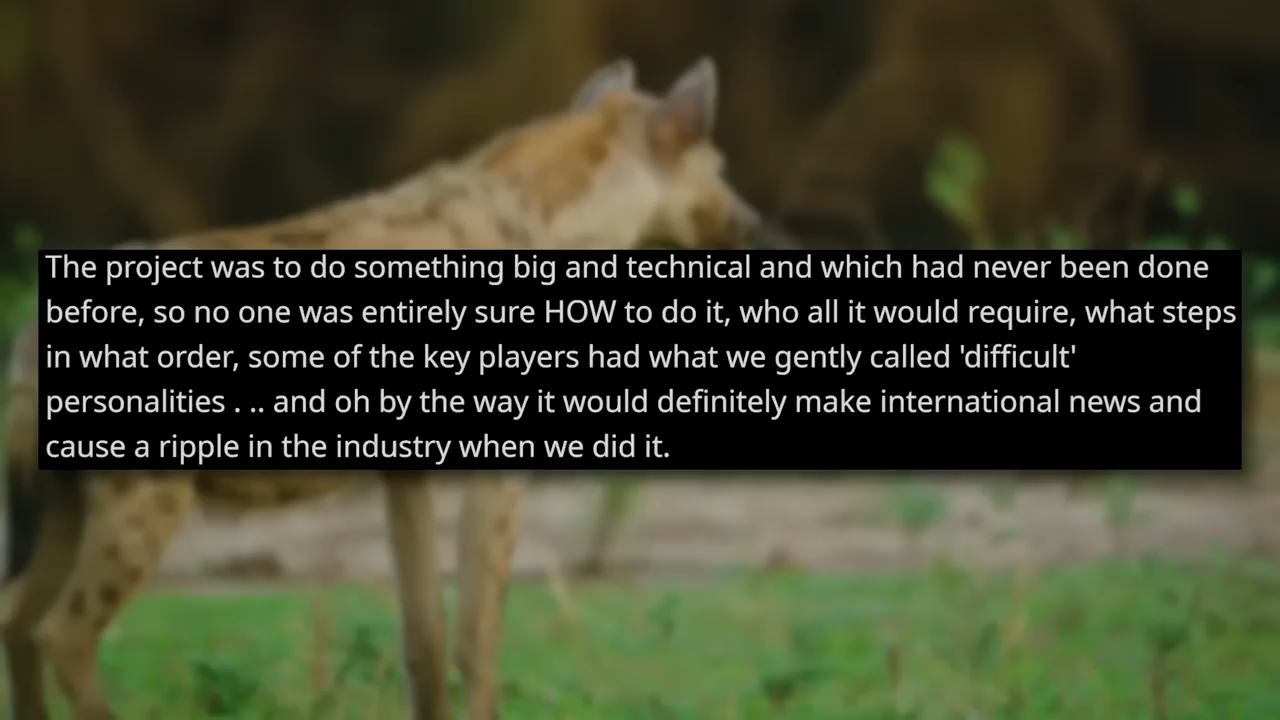 The project was to do something big and technical and which had never been done
before, so no one was entirely sure HOW to do it, who all it would require, what steps
in what order, some of the key players had what we gently called 'difficult'
personalities . .. and oh by the way it would definitely make international news and
cause a ripple in the industry when we did it.